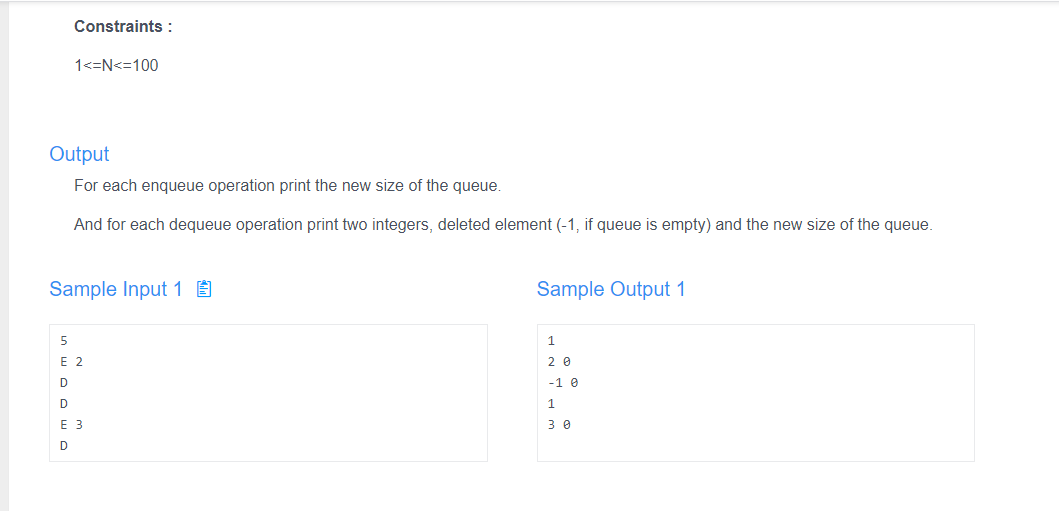 Constraints :
1<=N<=100
Output
For each enqueue operation print the new size of the queue.
And for each dequeue operation print two integers, deleted element (-1, if queue is empty) and the new size of the queue.
Sample Input 1
5
E 2
D
D
E 3
D
Sample Output 1
1
2 0
-1 0
1
3 0